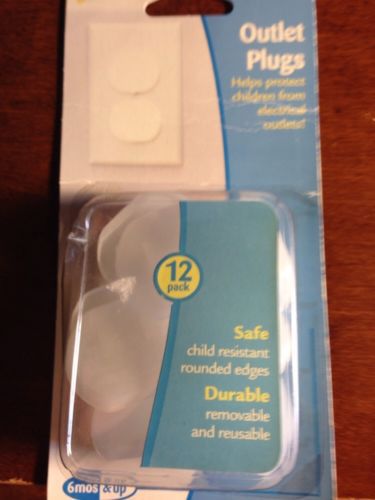 Outlet
Plugs
Helps protect
children from
electrical
outlets!
12
pack
Safe
child resistant
rounded edges
Durable
removable
and reusable
6mos & up